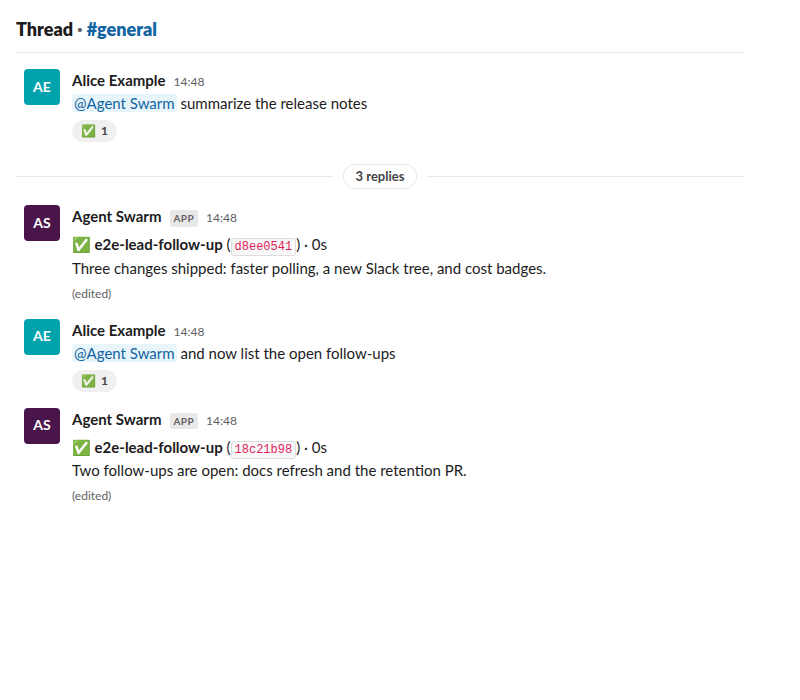 Thread • #general
AE
Alice Example 14:48
@Agent Swarm summarize the release notes
✅ 1
3 replies
AS
Agent Swarm APP 14:48
✅ e2e-lead-follow-up (d8ee0541) · 0s
Three changes shipped: faster polling, a new Slack tree, and cost badges.
(edited)
AE
Alice Example 14:48
@Agent Swarm and now list the open follow-ups
✅ 1
AS
Agent Swarm APP 14:48
✅ e2e-lead-follow-up (18c21b98) · 0s
Two follow-ups are open: docs refresh and the retention PR.
(edited)